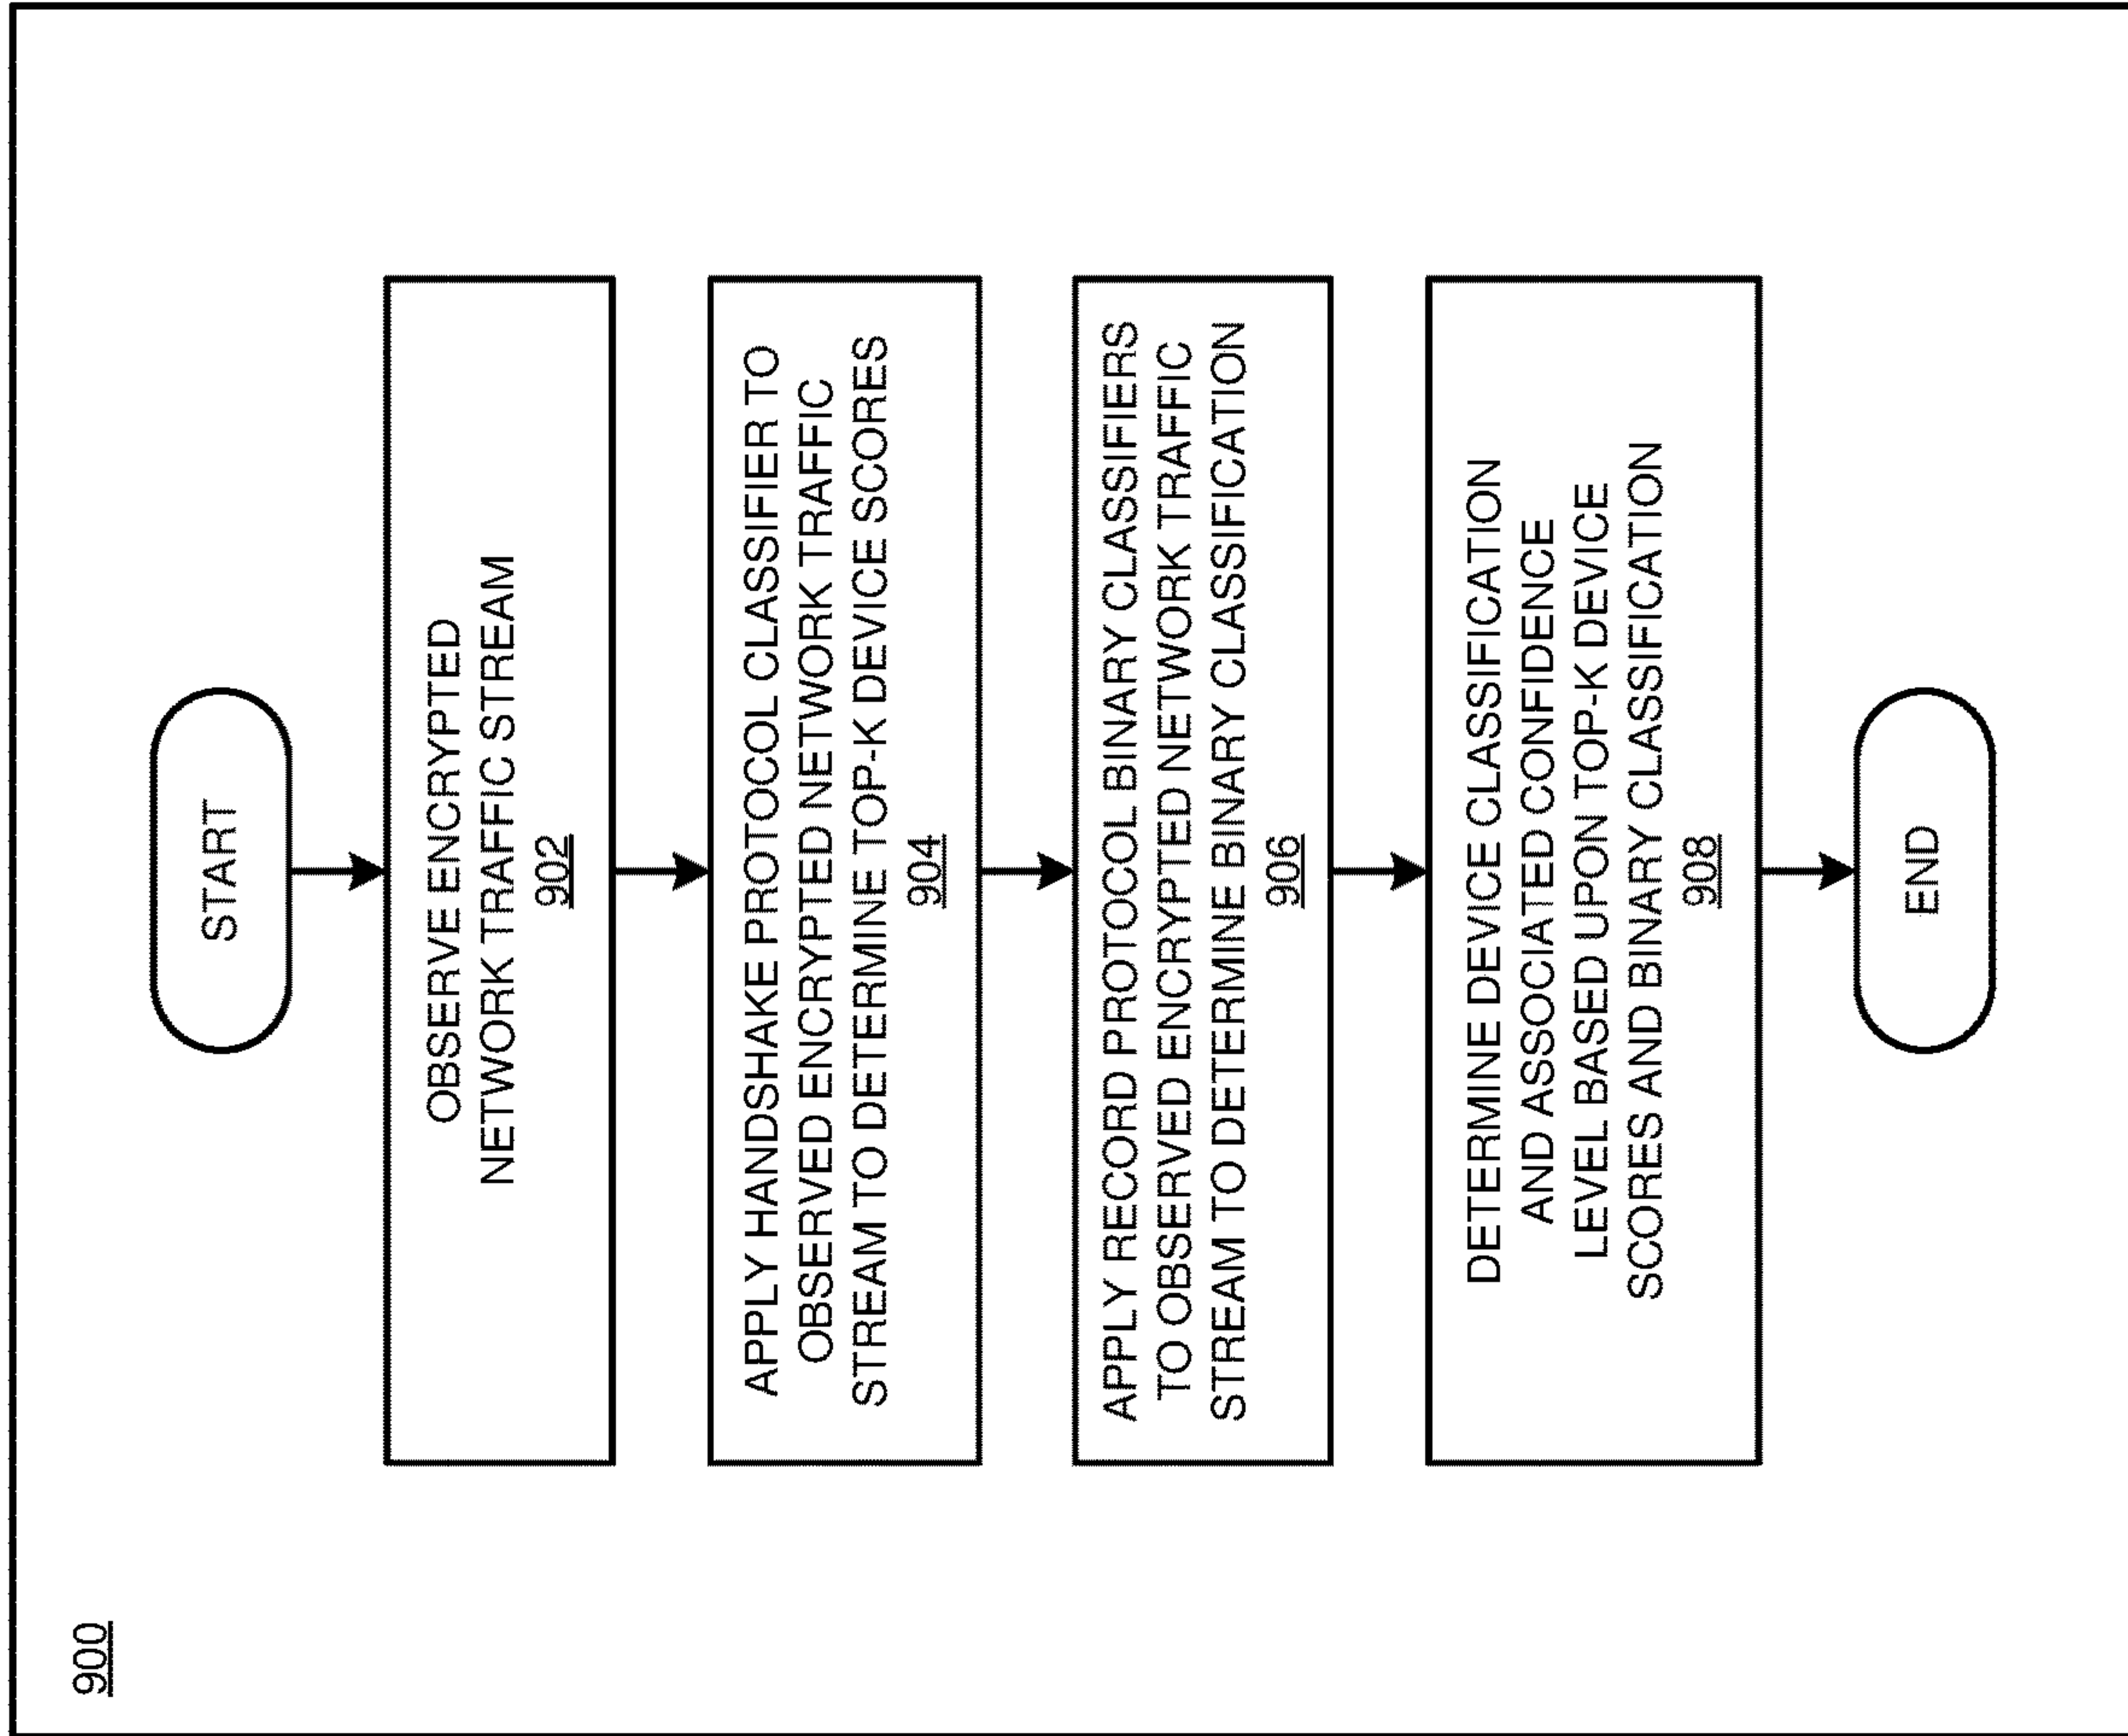 900
START
OBSERVE ENCRYPTED
NETWORK TRAFFIC STREAM
902
APPLY HANDSHAKE PROTOCOL CLASSIFIER TO
OBSERVED ENCRYPTED NETWORK TRAFFIC
STREAM TO DETERMINE TOP-K DEVICE SCORES
904
APPLY RECORD PROTOCOL BINARY CLASSIFIERS
TO OBSERVED ENCRYPTED NETWORK TRAFFIC
STREAM TO DETERMINE BINARY CLASSIFICATION
906
DETERMINE DEVICE CLASSIFICATION
AND ASSOCIATED CONFIDENCE
LEVEL BASED UPON TOP-K DEVICE
SCORES AND BINARY CLASSIFICATION
908
END